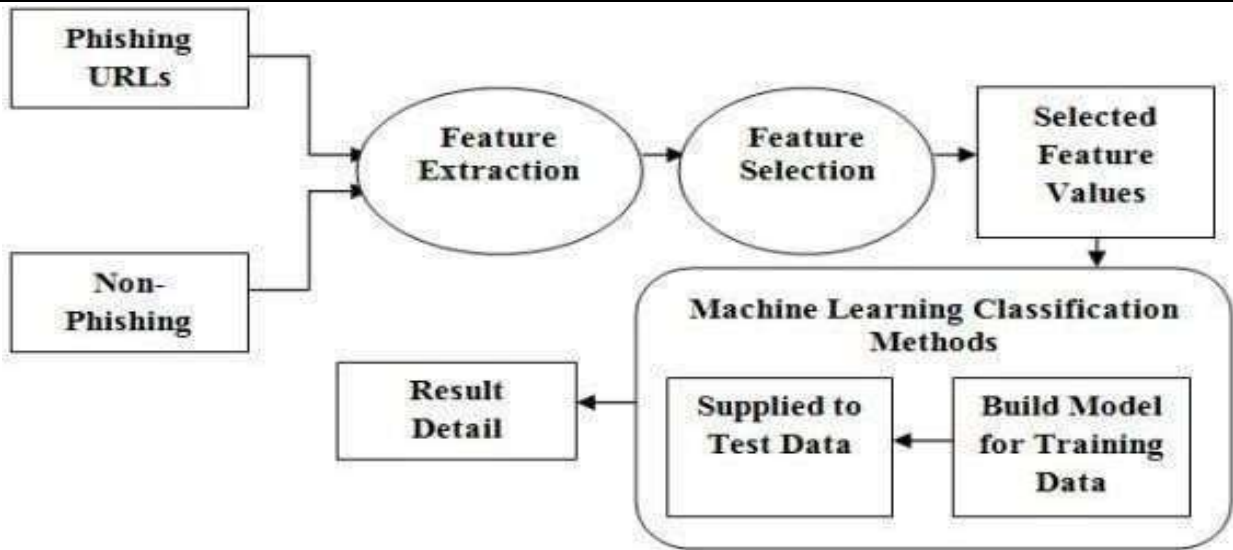 Phishing
URLs
Feature
Extraction
Feature
Selection
Selected
Feature
Values
Non-
Phishing
Machine Learning Classification
Methods
Build Model
for Training
Data
Supplied to
Test Data
Result
Detail